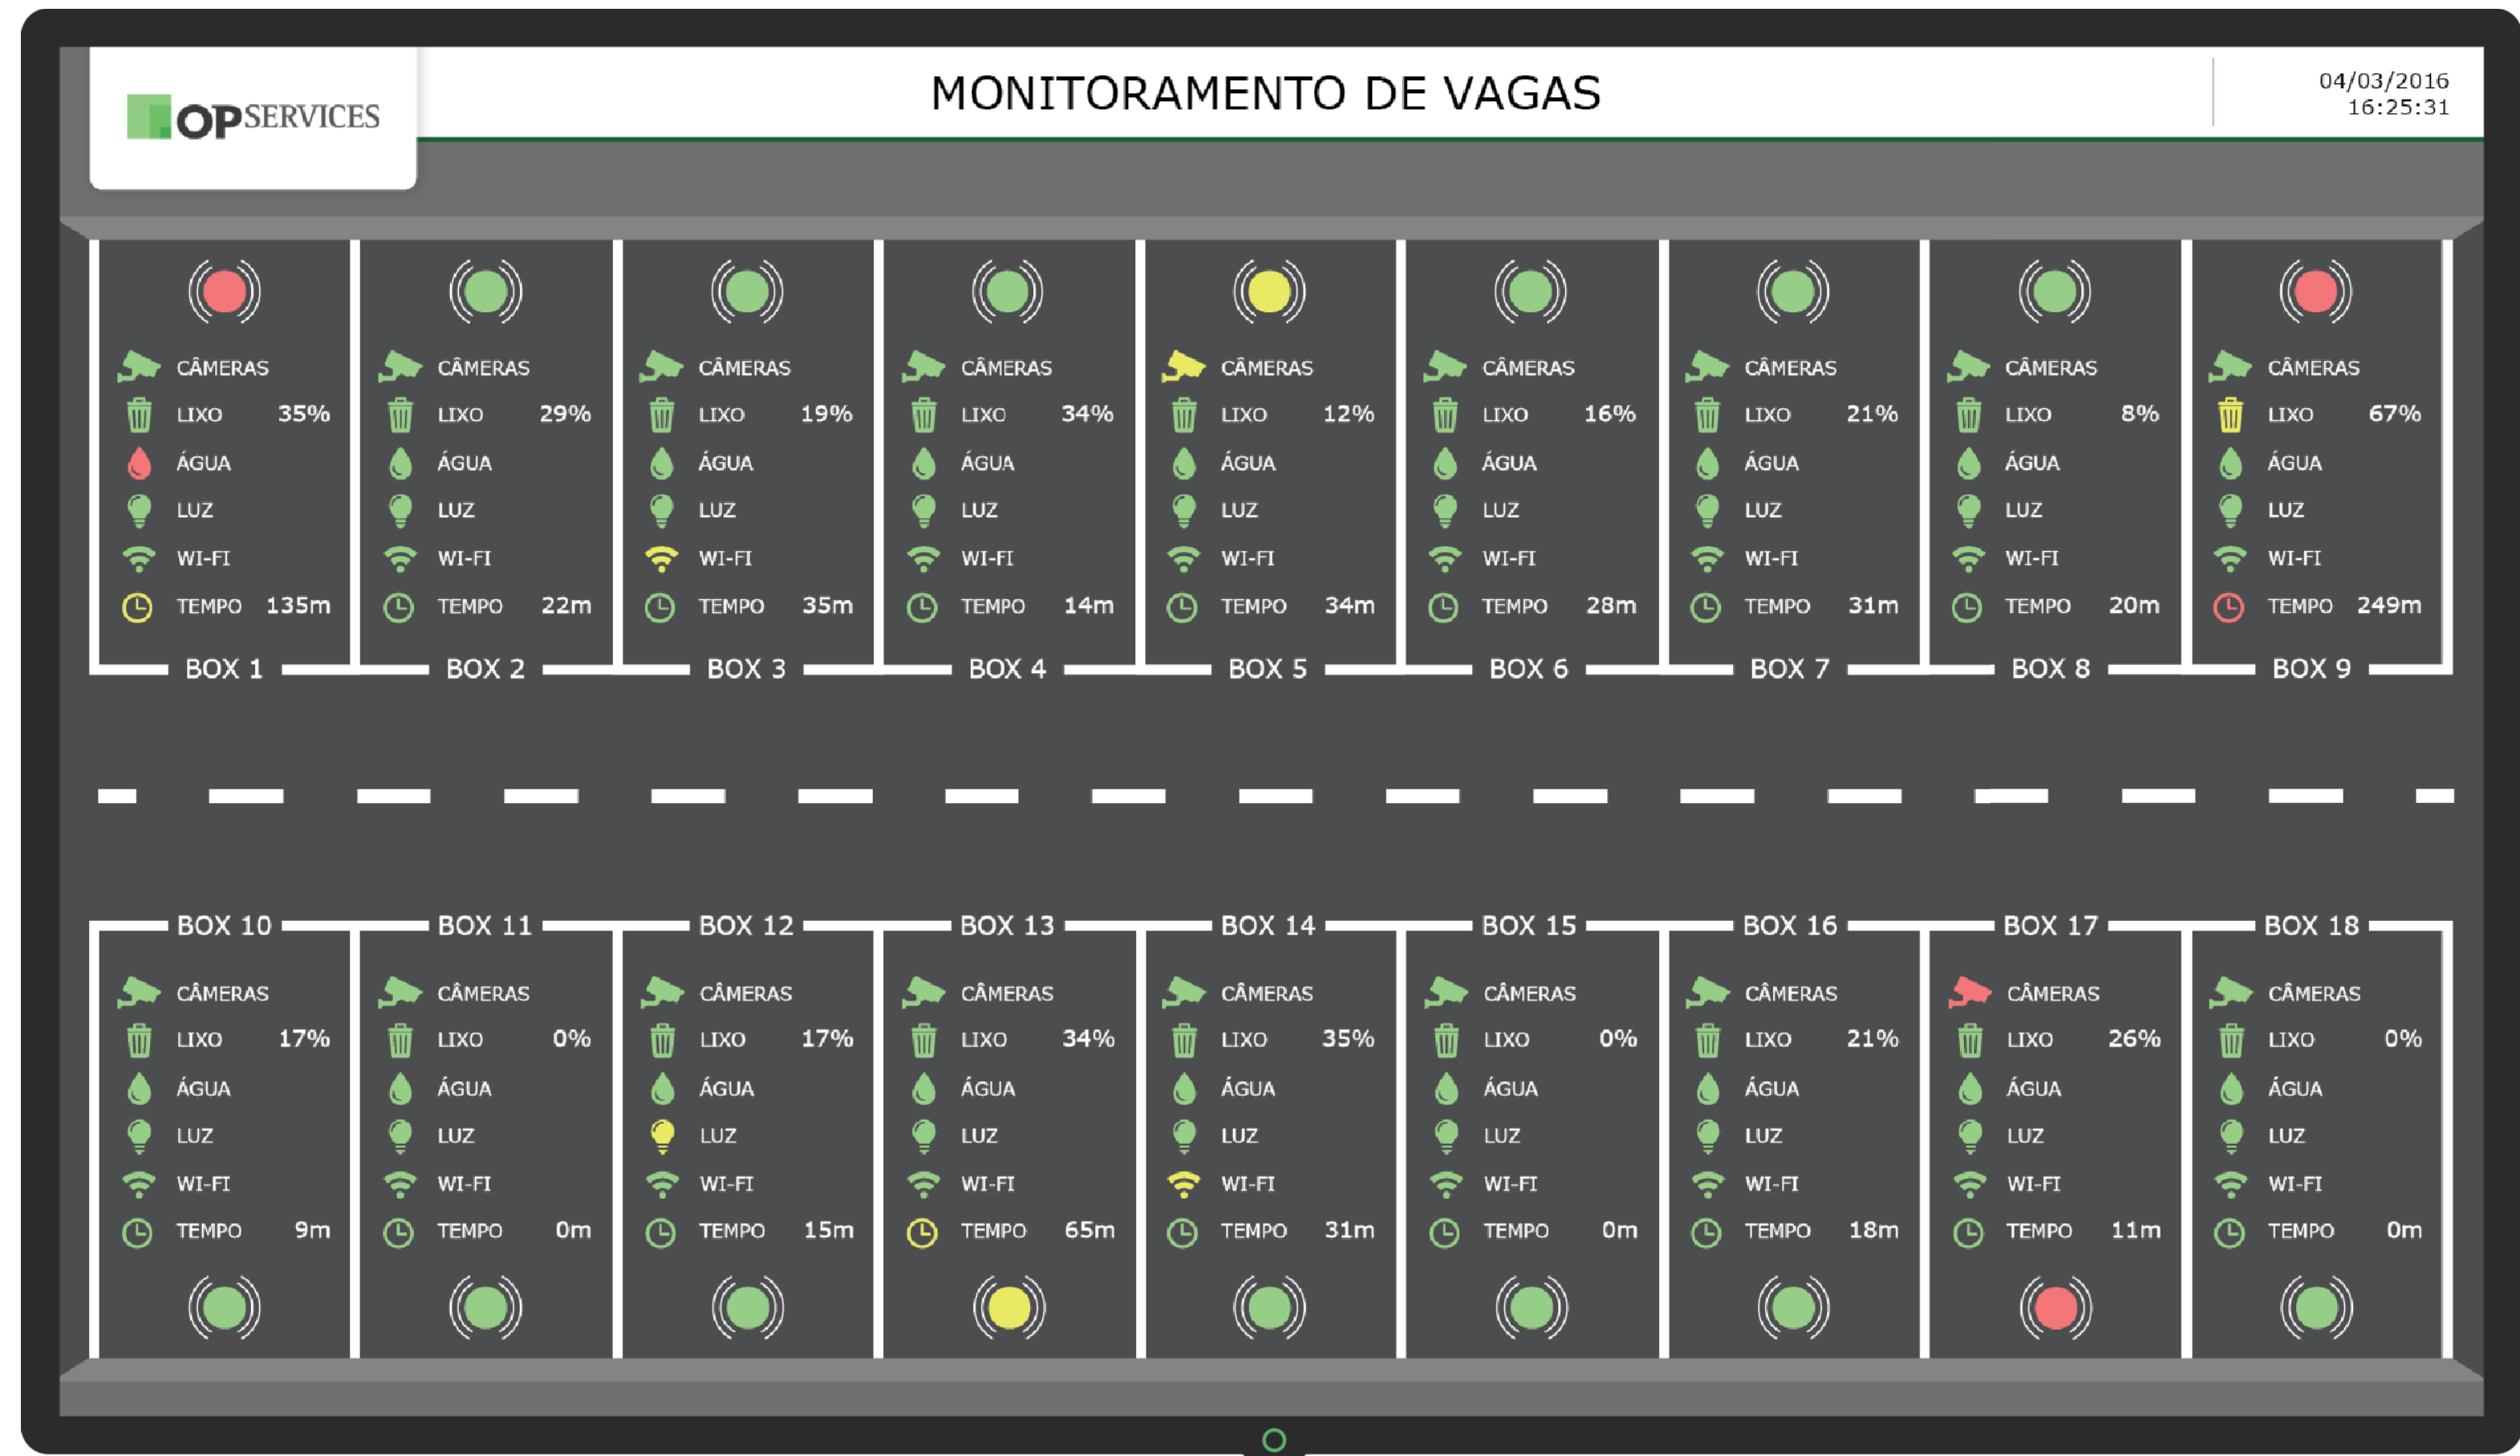 OPSERVICES
MONITORAMENTO DE VAGAS
04/03/2016
16:25:31
CÂMERAS
LIXO 35%
ÁGUA
LUZ
WI-FI
TEMPO 135m
BOX 1
CÂMERAS
LIXO 29%
ÁGUA
LUZ
WI-FI
TEMPO 22m
BOX 2
CÂMERAS
LIXO 19%
ÁGUA
LUZ
WI-FI
TEMPO 35m
BOX 3
CÂMERAS
LIXO 34%
ÁGUA
LUZ
WI-FI
TEMPO 14m
BOX 4
CÂMERAS
LIXO 12%
ÁGUA
LUZ
WI-FI
TEMPO 34m
BOX 5
CÂMERAS
LIXO 16%
ÁGUA
LUZ
WI-FI
TEMPO 28m
BOX 6
CÂMERAS
LIXO 21%
ÁGUA
LUZ
WI-FI
TEMPO 31m
BOX 7
CÂMERAS
LIXO 8%
ÁGUA
LUZ
WI-FI
TEMPO 20m
BOX 8
CÂMERAS
LIXO 67%
ÁGUA
LUZ
WI-FI
TEMPO 249m
BOX 9
BOX 10
CÂMERAS
LIXO 17%
ÁGUA
LUZ
WI-FI
TEMPO 9m
BOX 11
CÂMERAS
LIXO 0%
ÁGUA
LUZ
WI-FI
TEMPO 0m
BOX 12
CÂMERAS
LIXO 17%
ÁGUA
LUZ
WI-FI
TEMPO 15m
BOX 13
CÂMERAS
LIXO 34%
ÁGUA
LUZ
WI-FI
TEMPO 65m
BOX 14
CÂMERAS
LIXO 35%
ÁGUA
LUZ
WI-FI
TEMPO 31m
BOX 15
CÂMERAS
LIXO 0%
ÁGUA
LUZ
WI-FI
TEMPO 0m
BOX 16
CÂMERAS
LIXO 21%
ÁGUA
LUZ
WI-FI
TEMPO 18m
BOX 17
CÂMERAS
LIXO 26%
ÁGUA
LUZ
WI-FI
TEMPO 11m
BOX 18
CÂMERAS
LIXO 0%
ÁGUA
LUZ
WI-FI
TEMPO 0m